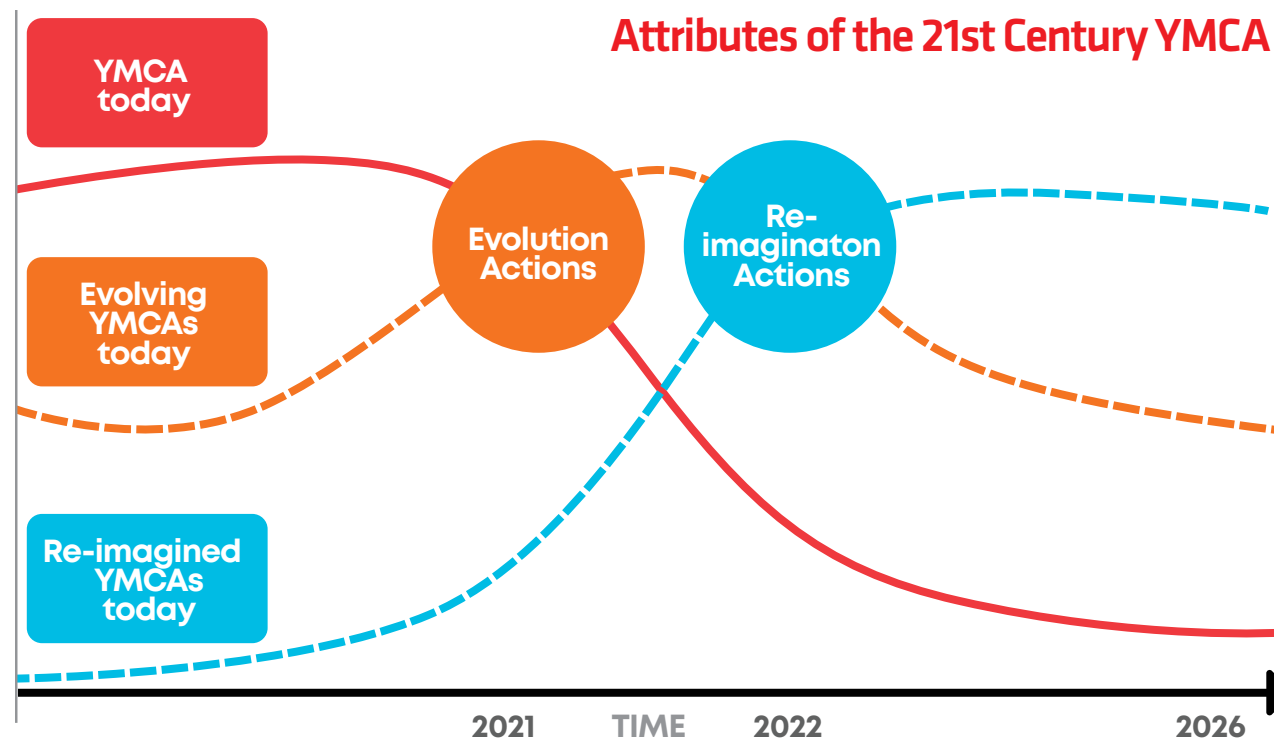 Attributes of the 21st Century YMCA
YMCA
today
Evolution
Actions
Re-
imaginaton
Actions
Evolving
YMCAs
today
Re-imagined
YMCAs
today
2021 TIME 2022 2026